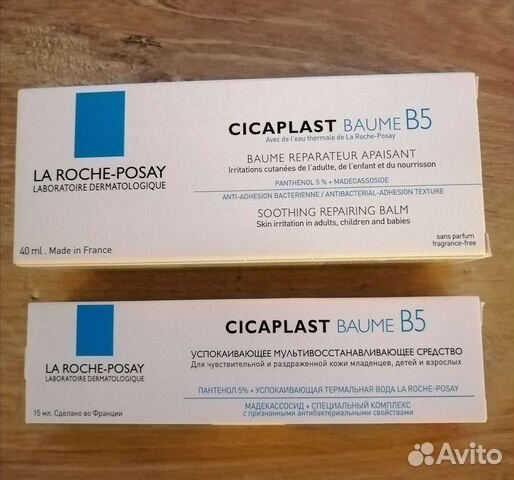 CICAPLAST BAUME B5
Avec de l'eau thermale de La Roche-Posay
BAUME REPARATEUR APAISANT
Irritations cutanées de l'adulte, de l'enfant et du nourrisson
PANTHENOL 5% + MADECASSOSIDE
ANTI-ADHESION BACTERIENNE / ANTIBACTERIAL-ADHESION TEXTURE
SOOTHING REPAIRING BALM
Skin irritation in adults, children and babies
sans parfum
fragrance-free
LA ROCHE-POSAY
LABORATOIRE DERMATOLOGIQUE
40 ml. Made in France
CICAPLAST BAUME B5
УСПОКАИВАЮЩЕЕ МУЛЬТИВОССТАНАВЛИВАЮЩЕЕ СРЕДСТВО
Для чувствительной и раздраженной кожи младенцев, детей и взрослых
ПАНТЕНОЛ 5% + УСПОКАИВАЮЩАЯ ТЕРМАЛЬНАЯ ВОДА LA ROCHE-POSAY
МАДЕКАССОСИД + СПЕЦИАЛЬНЫЙ КОМПЛЕКС
с признанными антибактериальными свойствами
LA ROCHE-POSAY
LABORATOIRE DERMATOLOGIQUE
15 мл. Сделано во Франции
Avito